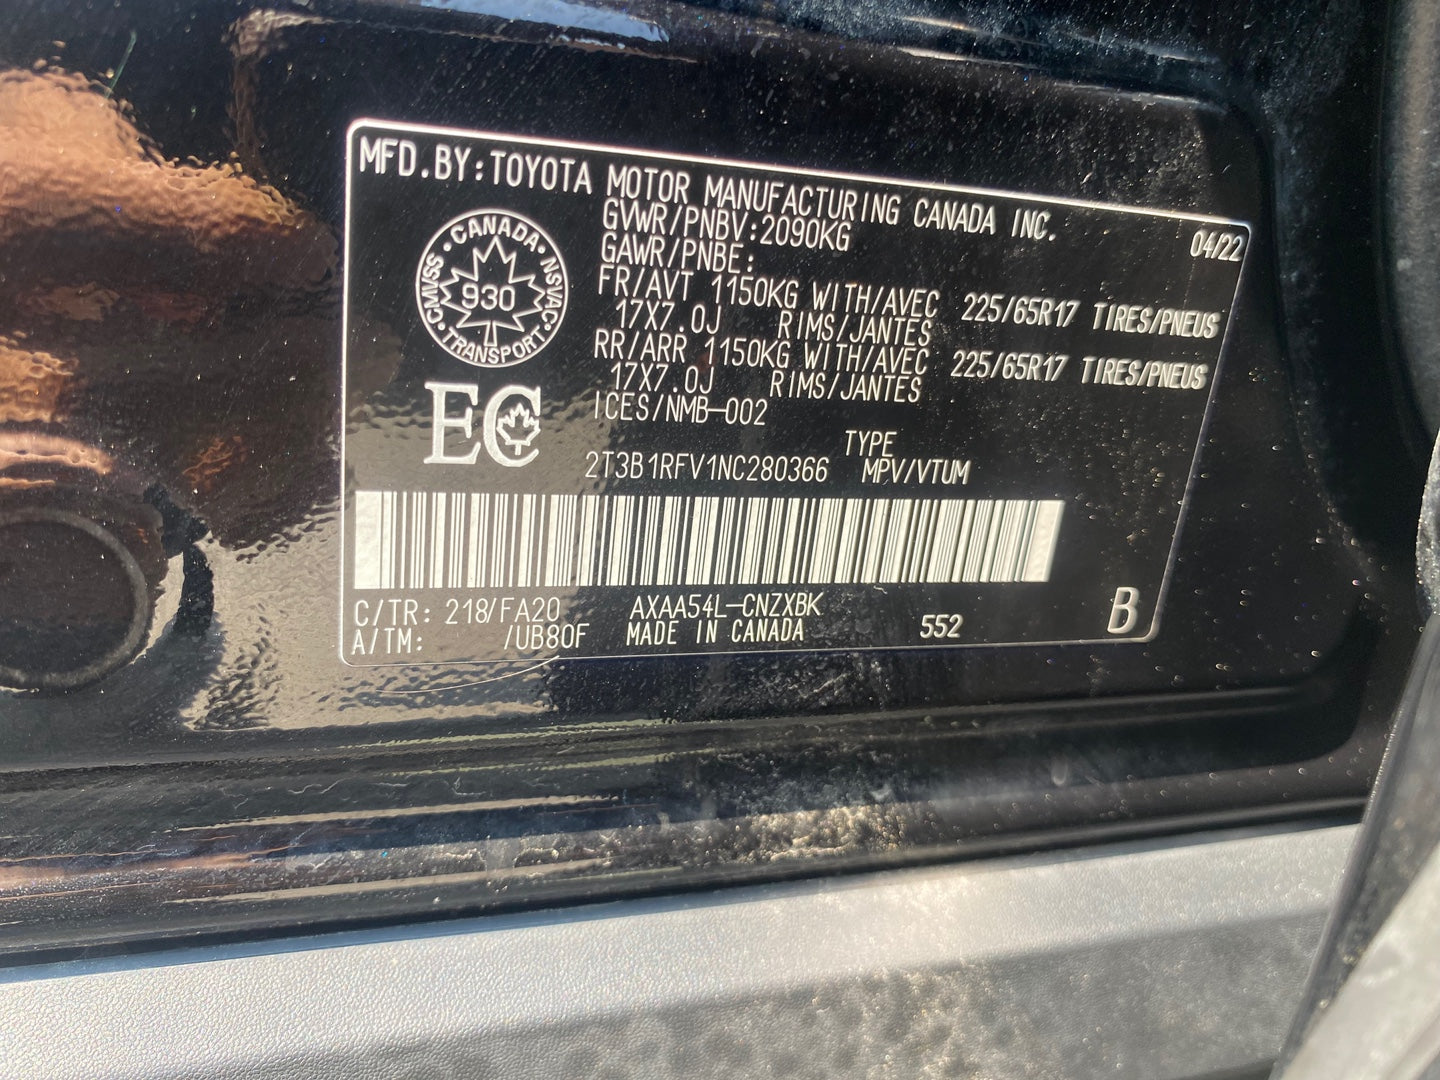 MFD.BY:TOYOTA MOTOR MANUFACTURING CANADA INC.
04/22
GVWR/PNBV:2090KG
GAWR/PNBE:
FR/AVT 1150KG WITH/AVEC 225/65R17 TIRES/PNEUS
17X7.0J RIMS/JANTES
RR/ARR 1150KG WITH/AVEC 225/65R17 TIRES/PNEUS
17X7.0J RIMS/JANTES
ICES/NMB-002
CANADA • NSVAC • TRANSPORT • CMVSS •
930
EC
TYPE
2T3B1RFV1NC280366 MPV/VTUM
C/TR: 218/FA20 AXAA54L-CNZXBK
A/TM: /UB80F MADE IN CANADA 552 B